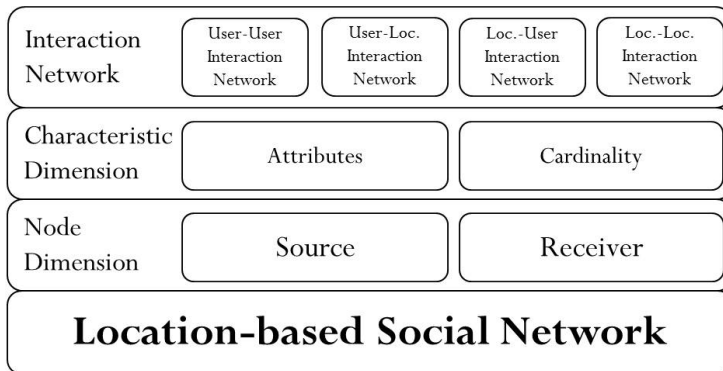 Interaction
Network
User-User
Interaction
Network
User-Loc.
Interaction
Network
Loc.-User
Interaction
Network
Loc.-Loc.
Interaction
Network
Characteristic
Dimension
Attributes
Cardinality
Node
Dimension
Source
Receiver
Location-based Social Network